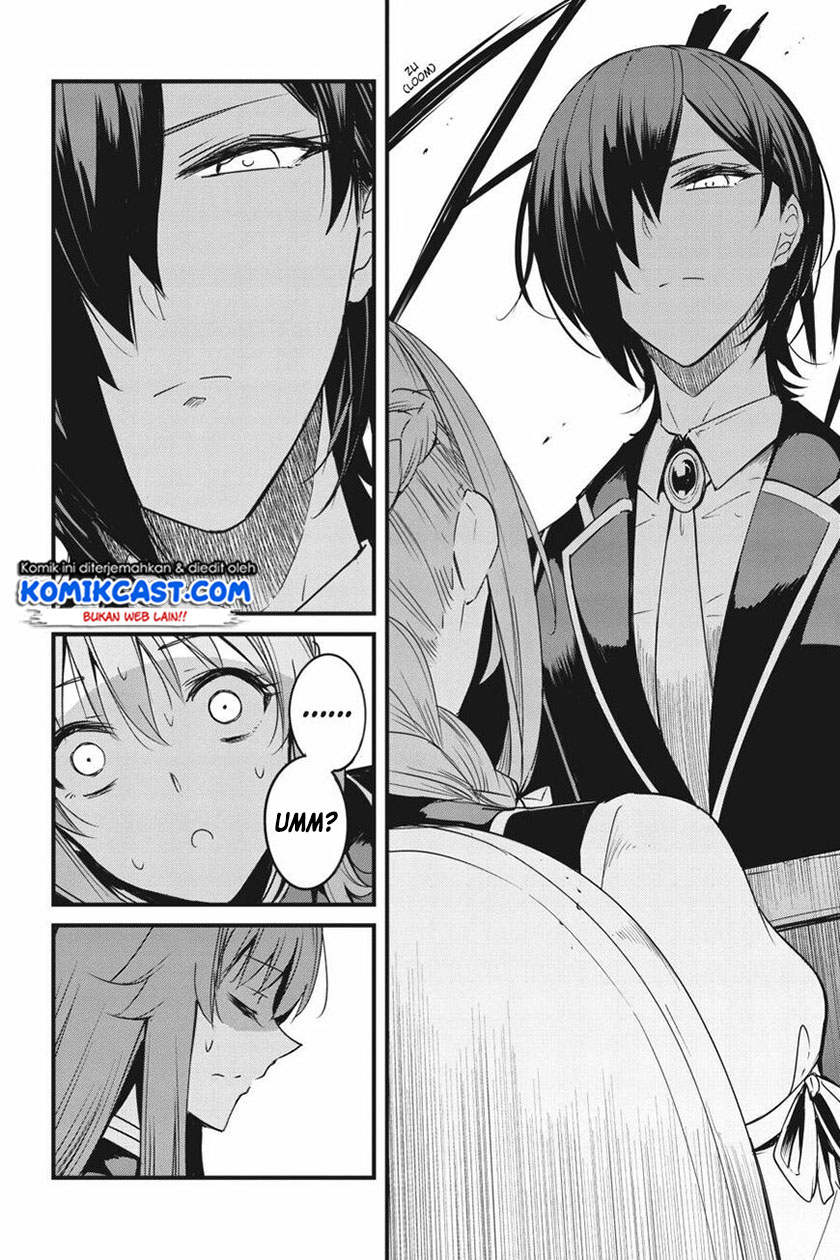 ZU
(LOOM)
Komik ini diterjemahkan & diedit oleh
KOMIKCAST.COM
BUKAN WEB LAIN!!
......
UMM?